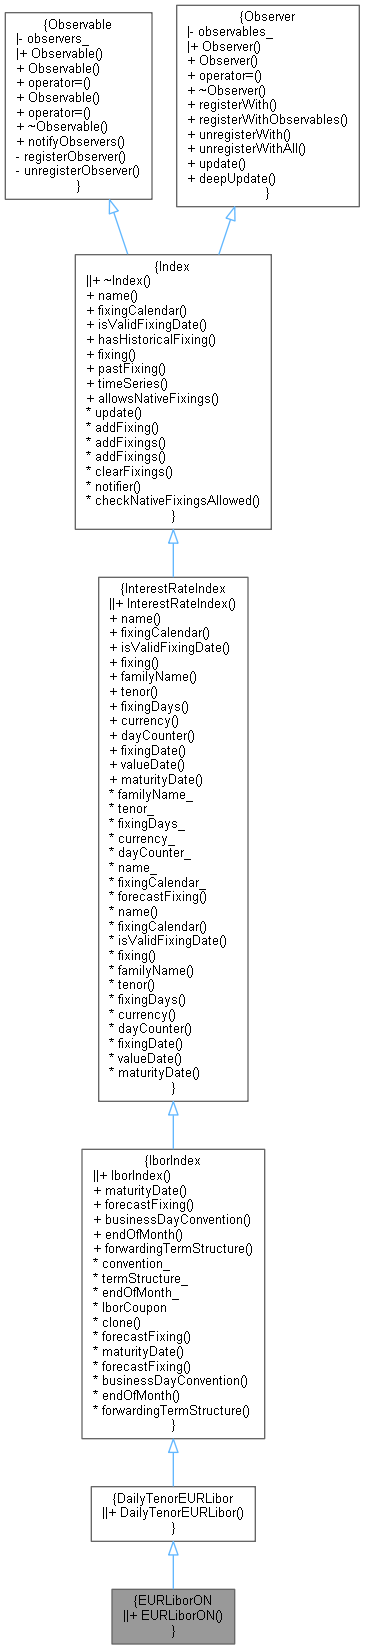 {Observable
|- observers_
|+ Observable()
+ Observable()
+ operator=()
+ Observable()
+ operator=()
+ ~Observable()
+ notifyObservers()
- registerObserver()
- unregisterObserver()
}
{Observer
|- observables_
|+ Observer()
+ Observer()
+ operator=()
+ ~Observer()
+ registerWith()
+ registerWithObservables()
+ unregisterWith()
+ unregisterWithAll()
+ update()
+ deepUpdate()
}
{Index
||+ ~Index()
+ name()
+ fixingCalendar()
+ isValidFixingDate()
+ hasHistoricalFixing()
+ fixing()
+ pastFixing()
+ timeSeries()
+ allowsNativeFixings()
* update()
* addFixing()
* addFixings()
* addFixings()
* clearFixings()
* notifier()
* checkNativeFixingsAllowed()
}
{InterestRateIndex
||+ InterestRateIndex()
+ name()
+ fixingCalendar()
+ isValidFixingDate()
+ fixing()
+ familyName()
+ tenor()
+ fixingDays()
+ currency()
+ dayCounter()
+ fixingDate()
+ valueDate()
+ maturityDate()
* familyName_
* tenor_
* fixingDays_
* currency_
* dayCounter_
* name_
* fixingCalendar_
* forecastFixing()
* name()
* fixingCalendar()
* isValidFixingDate()
* fixing()
* familyName()
* tenor()
* fixingDays()
* currency()
* dayCounter()
* fixingDate()
* valueDate()
* maturityDate()
}
{IborIndex
||+ IborIndex()
+ maturityDate()
+ forecastFixing()
+ businessDayConvention()
+ endOfMonth()
+ forwardingTermStructure()
* convention_
* termStructure_
* endOfMonth_
* IborCoupon
* clone()
* forecastFixing()
* maturityDate()
* forecastFixing()
* businessDayConvention()
* endOfMonth()
* forwardingTermStructure()
}
{DailyTenorEURLibor
||+ DailyTenorEURLibor()
}
{EURLiborON
||+ EURLiborON()
}